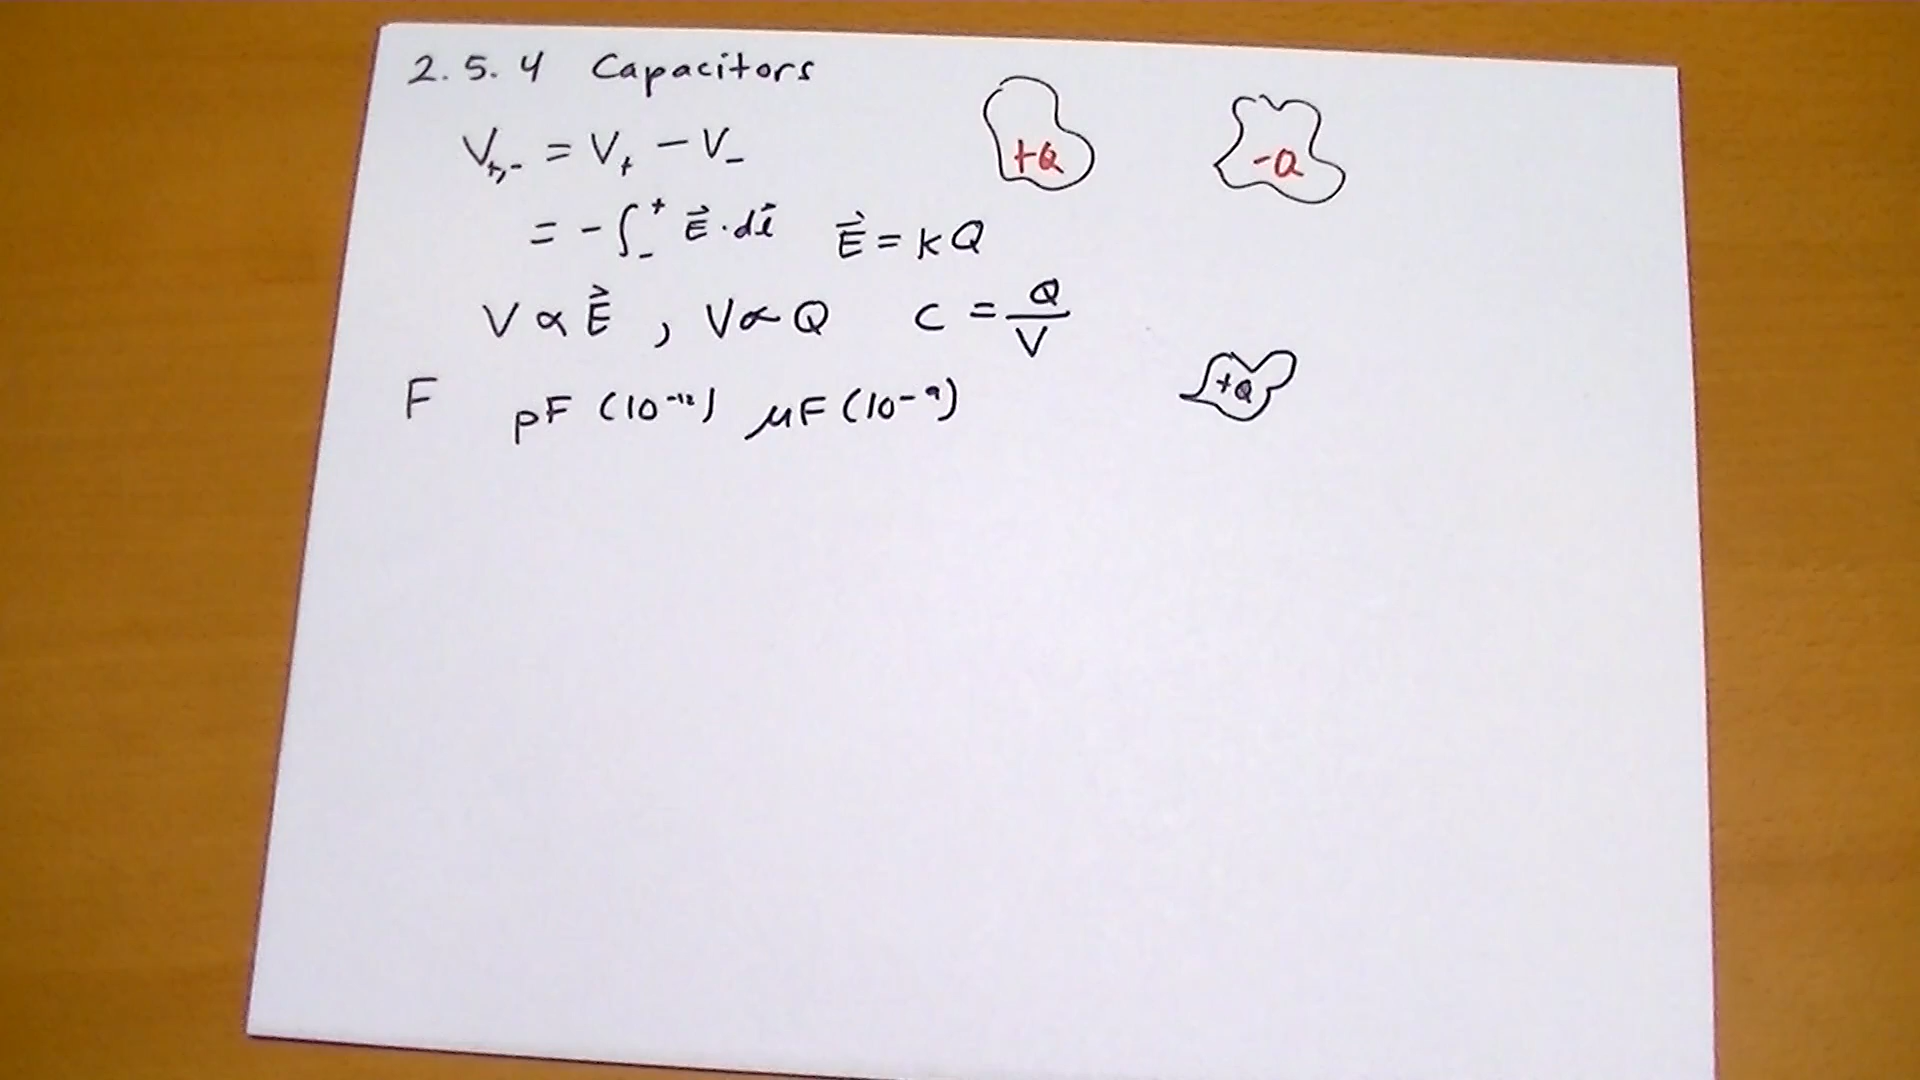 2.5.4 Capacitors
V₊,₋ = V₊ − V₋
+Q
-Q
= -∫₋⁺ E⃗ · dl⃗   E⃗ = kQ
V ∝ E⃗ , V ∝ Q   C = Q/V
F   pF (10⁻¹²)   μF (10⁻⁹)
+Q